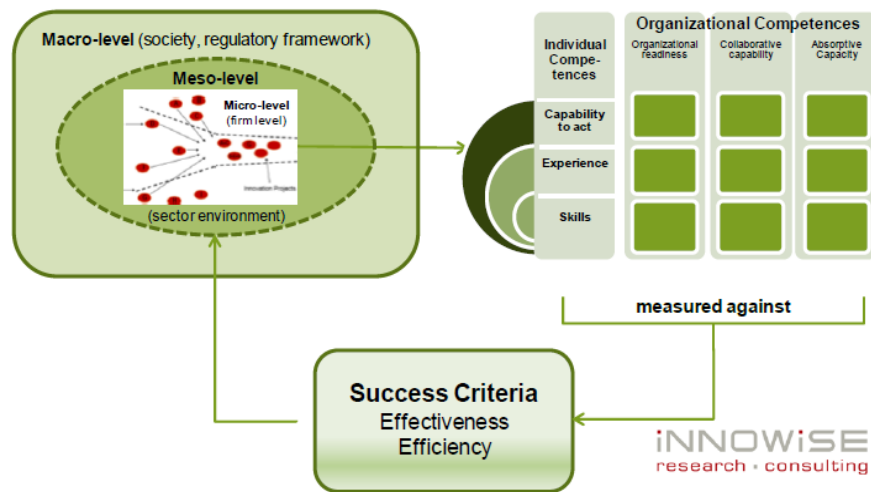 Macro-level (society, regulatory framework)
Meso-level
Micro-level
(firm level)
Innovation Projects
(sector environment)
Organizational Competences
Individual
Compe-
tences
Organizational
readiness
Collaborative
capability
Absorptive
Capacity
Capability
to act
Experience
Skills
measured against
Success Criteria
Effectiveness
Efficiency
iNNOWiSE
research · consulting